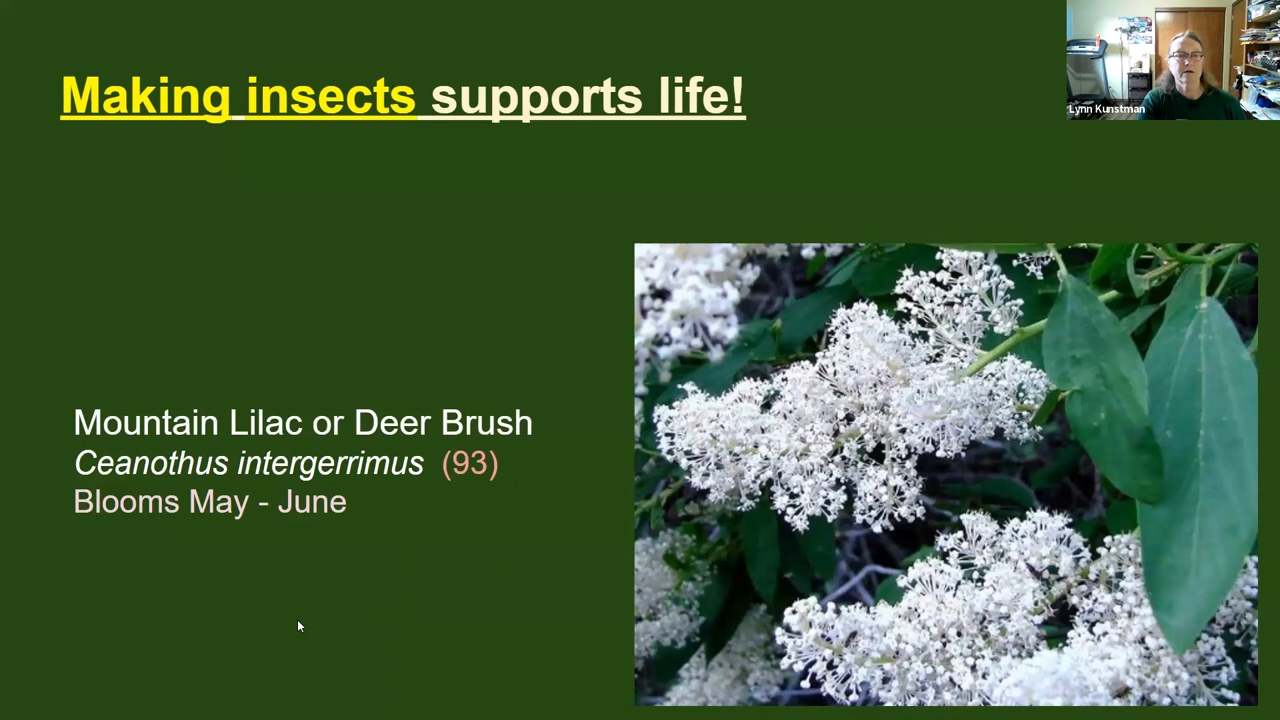 Making insects supports life!
Lynn Kunstman
Mountain Lilac or Deer Brush
Ceanothus intergerrimus (93)
Blooms May - June